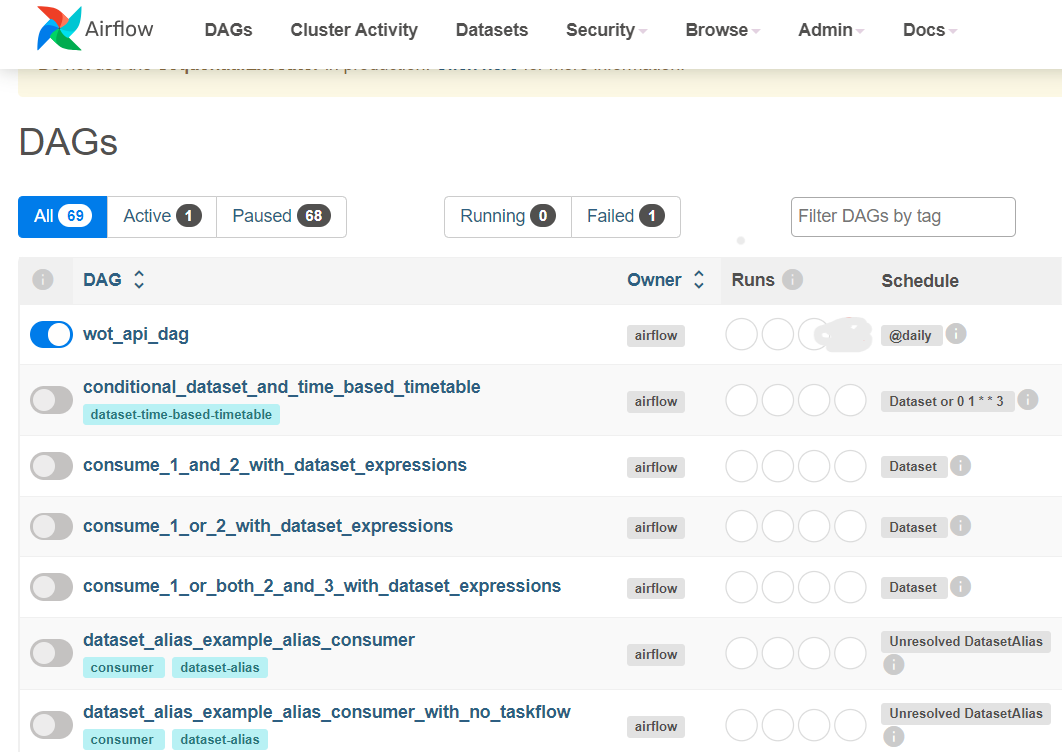 Airflow DAGs Cluster Activity Datasets Security Browse Admin Docs
DAGs
All 69 Active 1 Paused 68 Running 0 Failed 1 Filter DAGs by tag
DAG Owner Runs Schedule
wot_api_dag airflow @daily
conditional_dataset_and_time_based_timetable
dataset-time-based-timetable airflow Dataset or 0 1 * * 3
consume_1_and_2_with_dataset_expressions airflow Dataset
consume_1_or_2_with_dataset_expressions airflow Dataset
consume_1_or_both_2_and_3_with_dataset_expressions airflow Dataset
dataset_alias_example_alias_consumer airflow Unresolved DatasetAlias
consumer dataset-alias
dataset_alias_example_alias_consumer_with_no_taskflow airflow Unresolved DatasetAlias
consumer dataset-alias